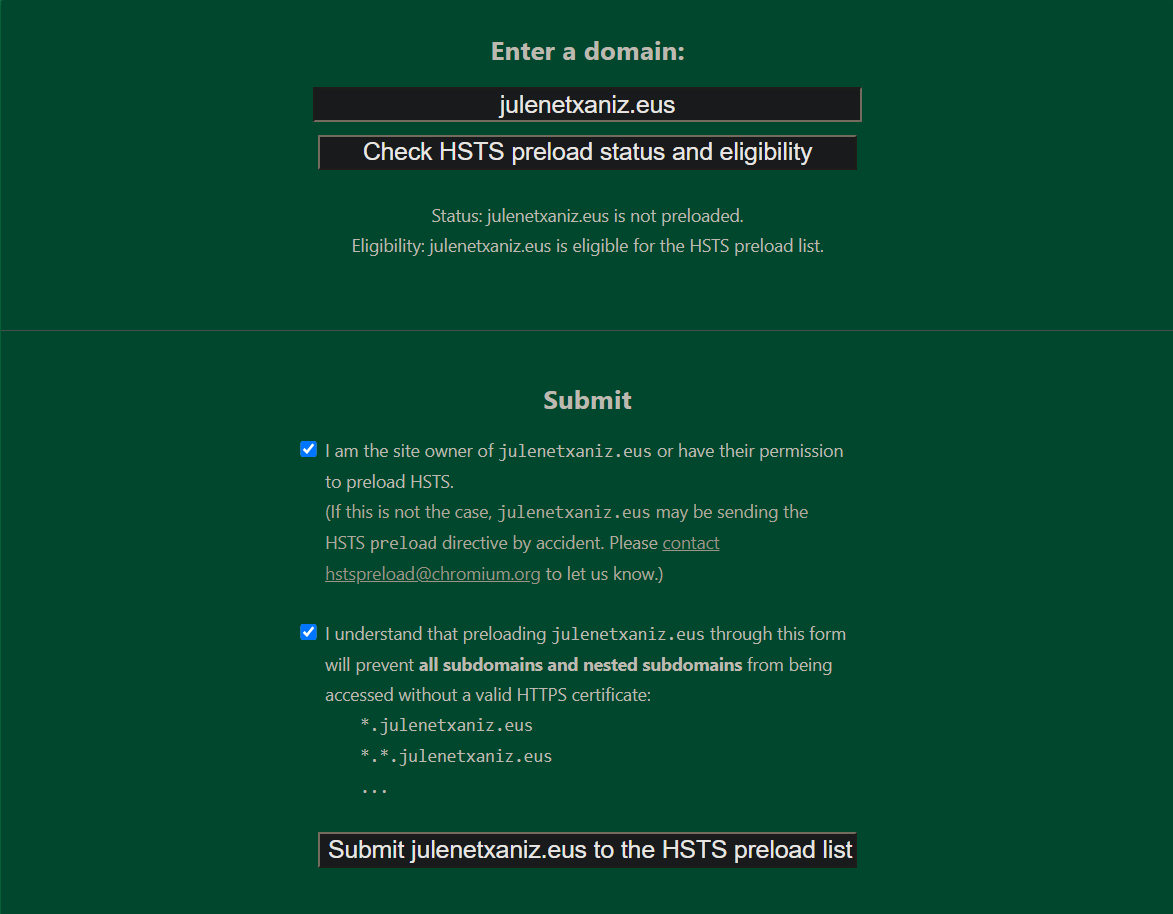 Enter a domain:
julenetxaniz.eus
Check HSTS preload status and eligibility
Status: julenetxaniz.eus is not preloaded.
Eligibility: julenetxaniz.eus is eligible for the HSTS preload list.
Submit
I am the site owner of julenetxaniz.eus or have their permission
to preload HSTS.
(If this is not the case, julenetxaniz.eus may be sending the
HSTS preload directive by accident. Please contact
hstspreload@chromium.org to let us know.)
I understand that preloading julenetxaniz.eus through this form
will prevent all subdomains and nested subdomains from being
accessed without a valid HTTPS certificate:
*.julenetxaniz.eus
*.*.julenetxaniz.eus
...
Submit julenetxaniz.eus to the HSTS preload list